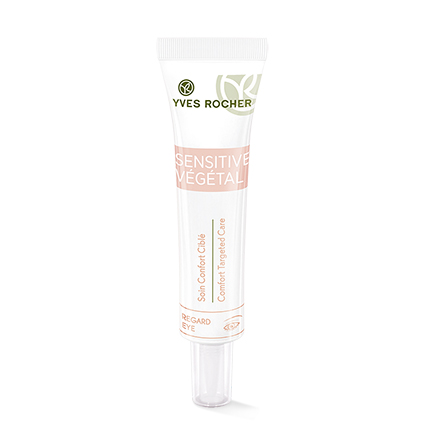 YVES ROCHER
SENSITIVE
VÉGÉTAL
Soin Confort Ciblé
Comfort Targeted Care
REGARD
EYE